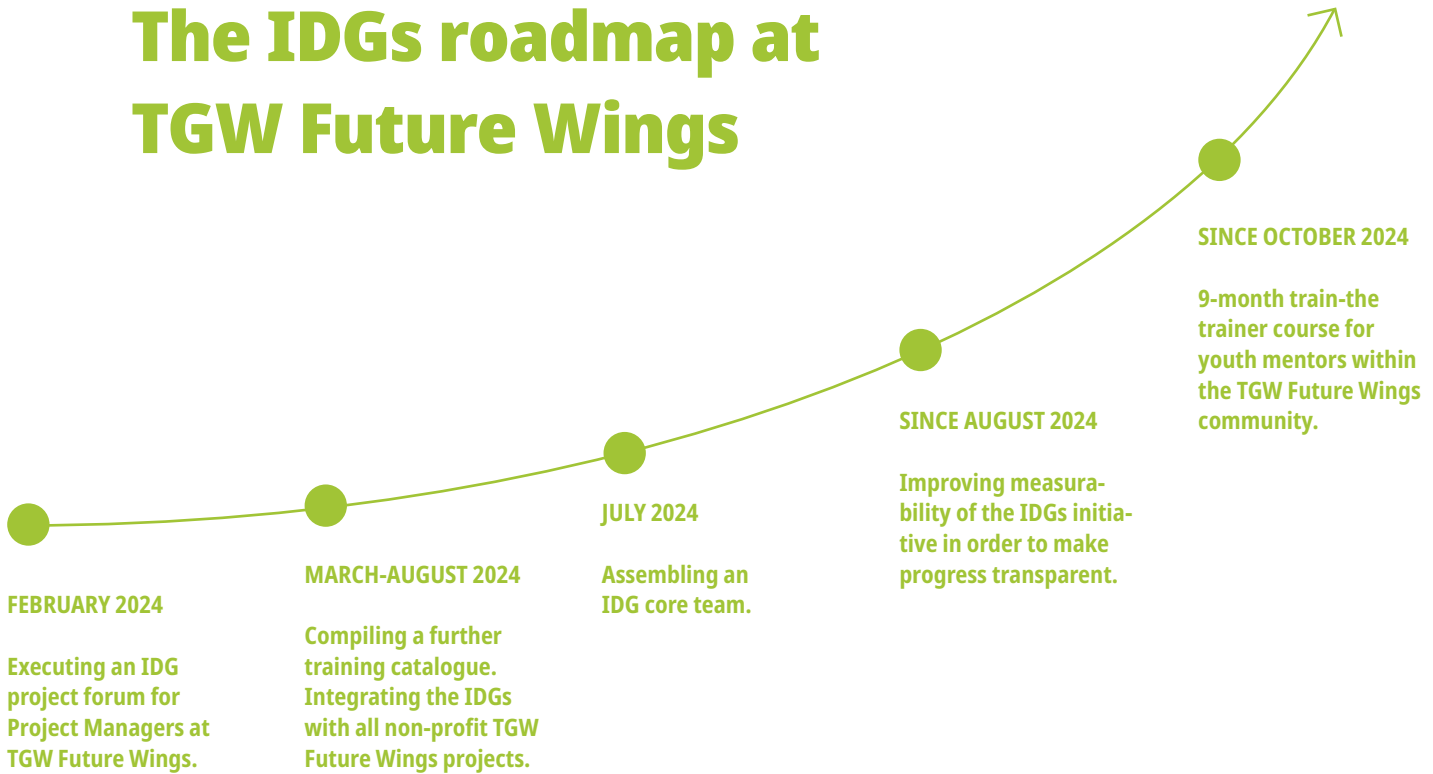 The IDGs roadmap at
TGW Future Wings
FEBRUARY 2024
Executing an IDG
project forum for
Project Managers at
TGW Future Wings.
MARCH-AUGUST 2024
Compiling a further
training catalogue.
Integrating the IDGs
with all non-profit TGW
Future Wings projects.
JULY 2024
Assembling an
IDG core team.
SINCE AUGUST 2024
Improving measura-
bility of the IDGs initia-
tive in order to make
progress transparent.
SINCE OCTOBER 2024
9-month train-the
trainer course for
youth mentors within
the TGW Future Wings
community.